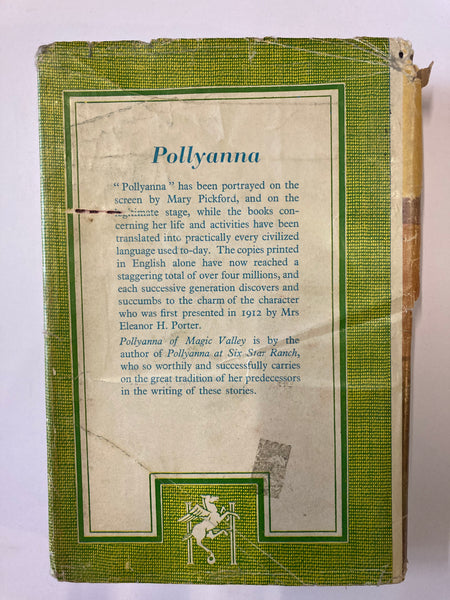 Pollyanna
“Pollyanna” has been portrayed on the
screen by Mary Pickford, and on the
legitimate stage, while the books con-
cerning her life and activities have been
translated into practically every civilized
language used to-day. The copies printed
in English alone have now reached a
staggering total of over four millions, and
each successive generation discovers and
succumbs to the charm of the character
who was first presented in 1912 by Mrs
Eleanor H. Porter.
Pollyanna of Magic Valley is by the
author of Pollyanna at Six Star Ranch,
who so worthily and successfully carries
on the great tradition of her predecessors
in the writing of these stories.